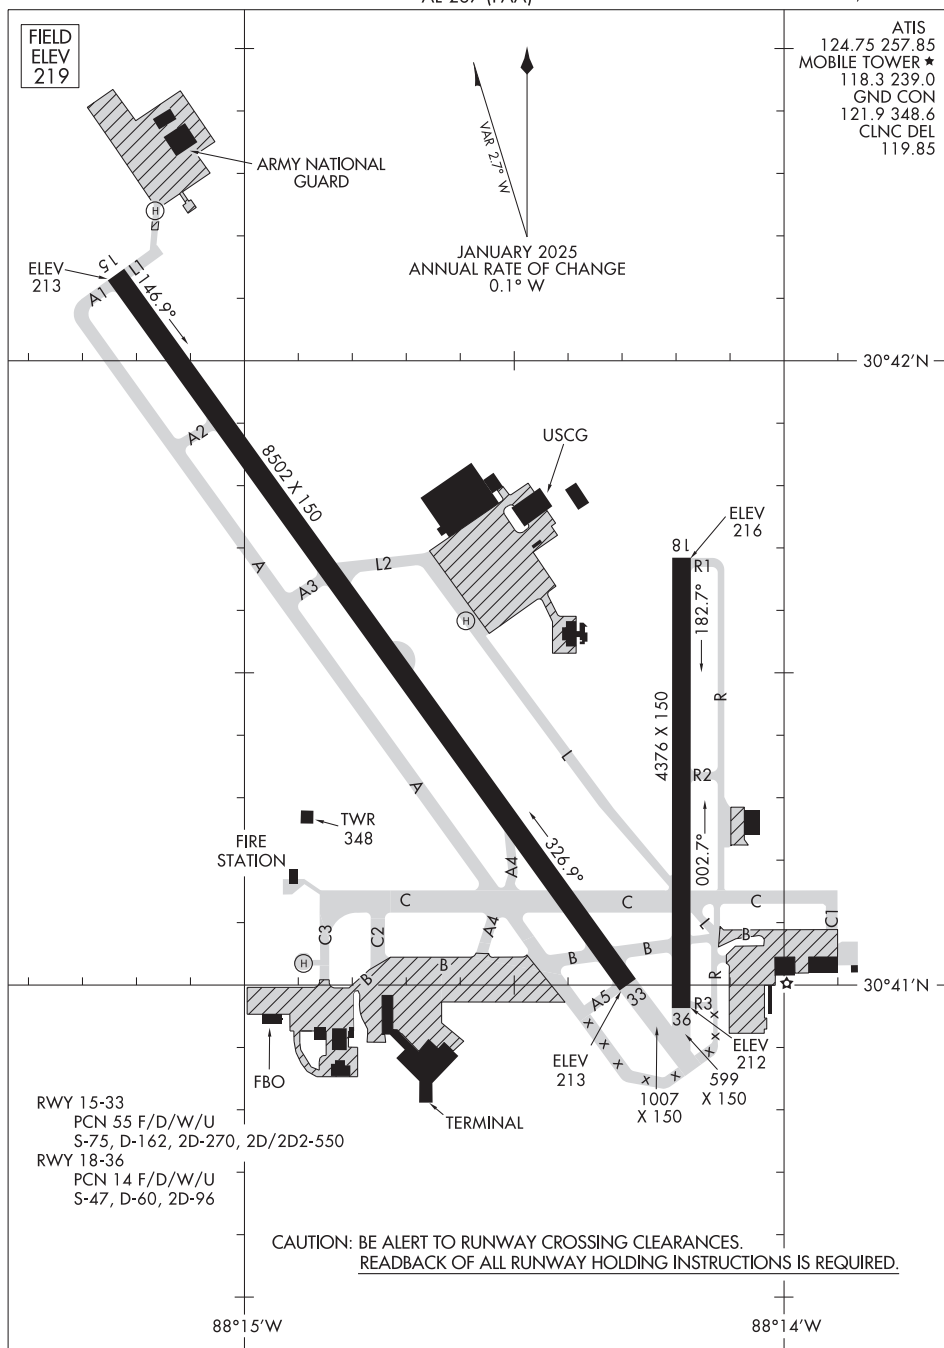 AL-267 (FAA)
FIELD
ELEV
219
ATIS
124.75 257.85
MOBILE TOWER ★
118.3 239.0
GND CON
121.9 348.6
CLNC DEL
119.85
VAR 2.7° W
JANUARY 2025
ANNUAL RATE OF CHANGE
0.1° W
ARMY NATIONAL
GUARD
H
ELEV
213
15
L1
A1
146.9°
30°42'N
A2
8502 X 150
USCG
ELEV
216
18
R1
L2
A
A3
H
182.7°
R
4376 X 150
L
R2
A
TWR
348
FIRE
STATION
326.9°
002.7°
A4
C
C
C
C1
C3
C2
A4
L
B
B
B
B
B
H
R
30°41'N
A5
33
R3
36
ELEV
213
ELEV
212
FBO
1007
X 150
599
X 150
TERMINAL
RWY 15-33
PCN 55 F/D/W/U
S-75, D-162, 2D-270, 2D/2D2-550
RWY 18-36
PCN 14 F/D/W/U
S-47, D-60, 2D-96
CAUTION: BE ALERT TO RUNWAY CROSSING CLEARANCES.
READBACK OF ALL RUNWAY HOLDING INSTRUCTIONS IS REQUIRED.
88°15'W
88°14'W